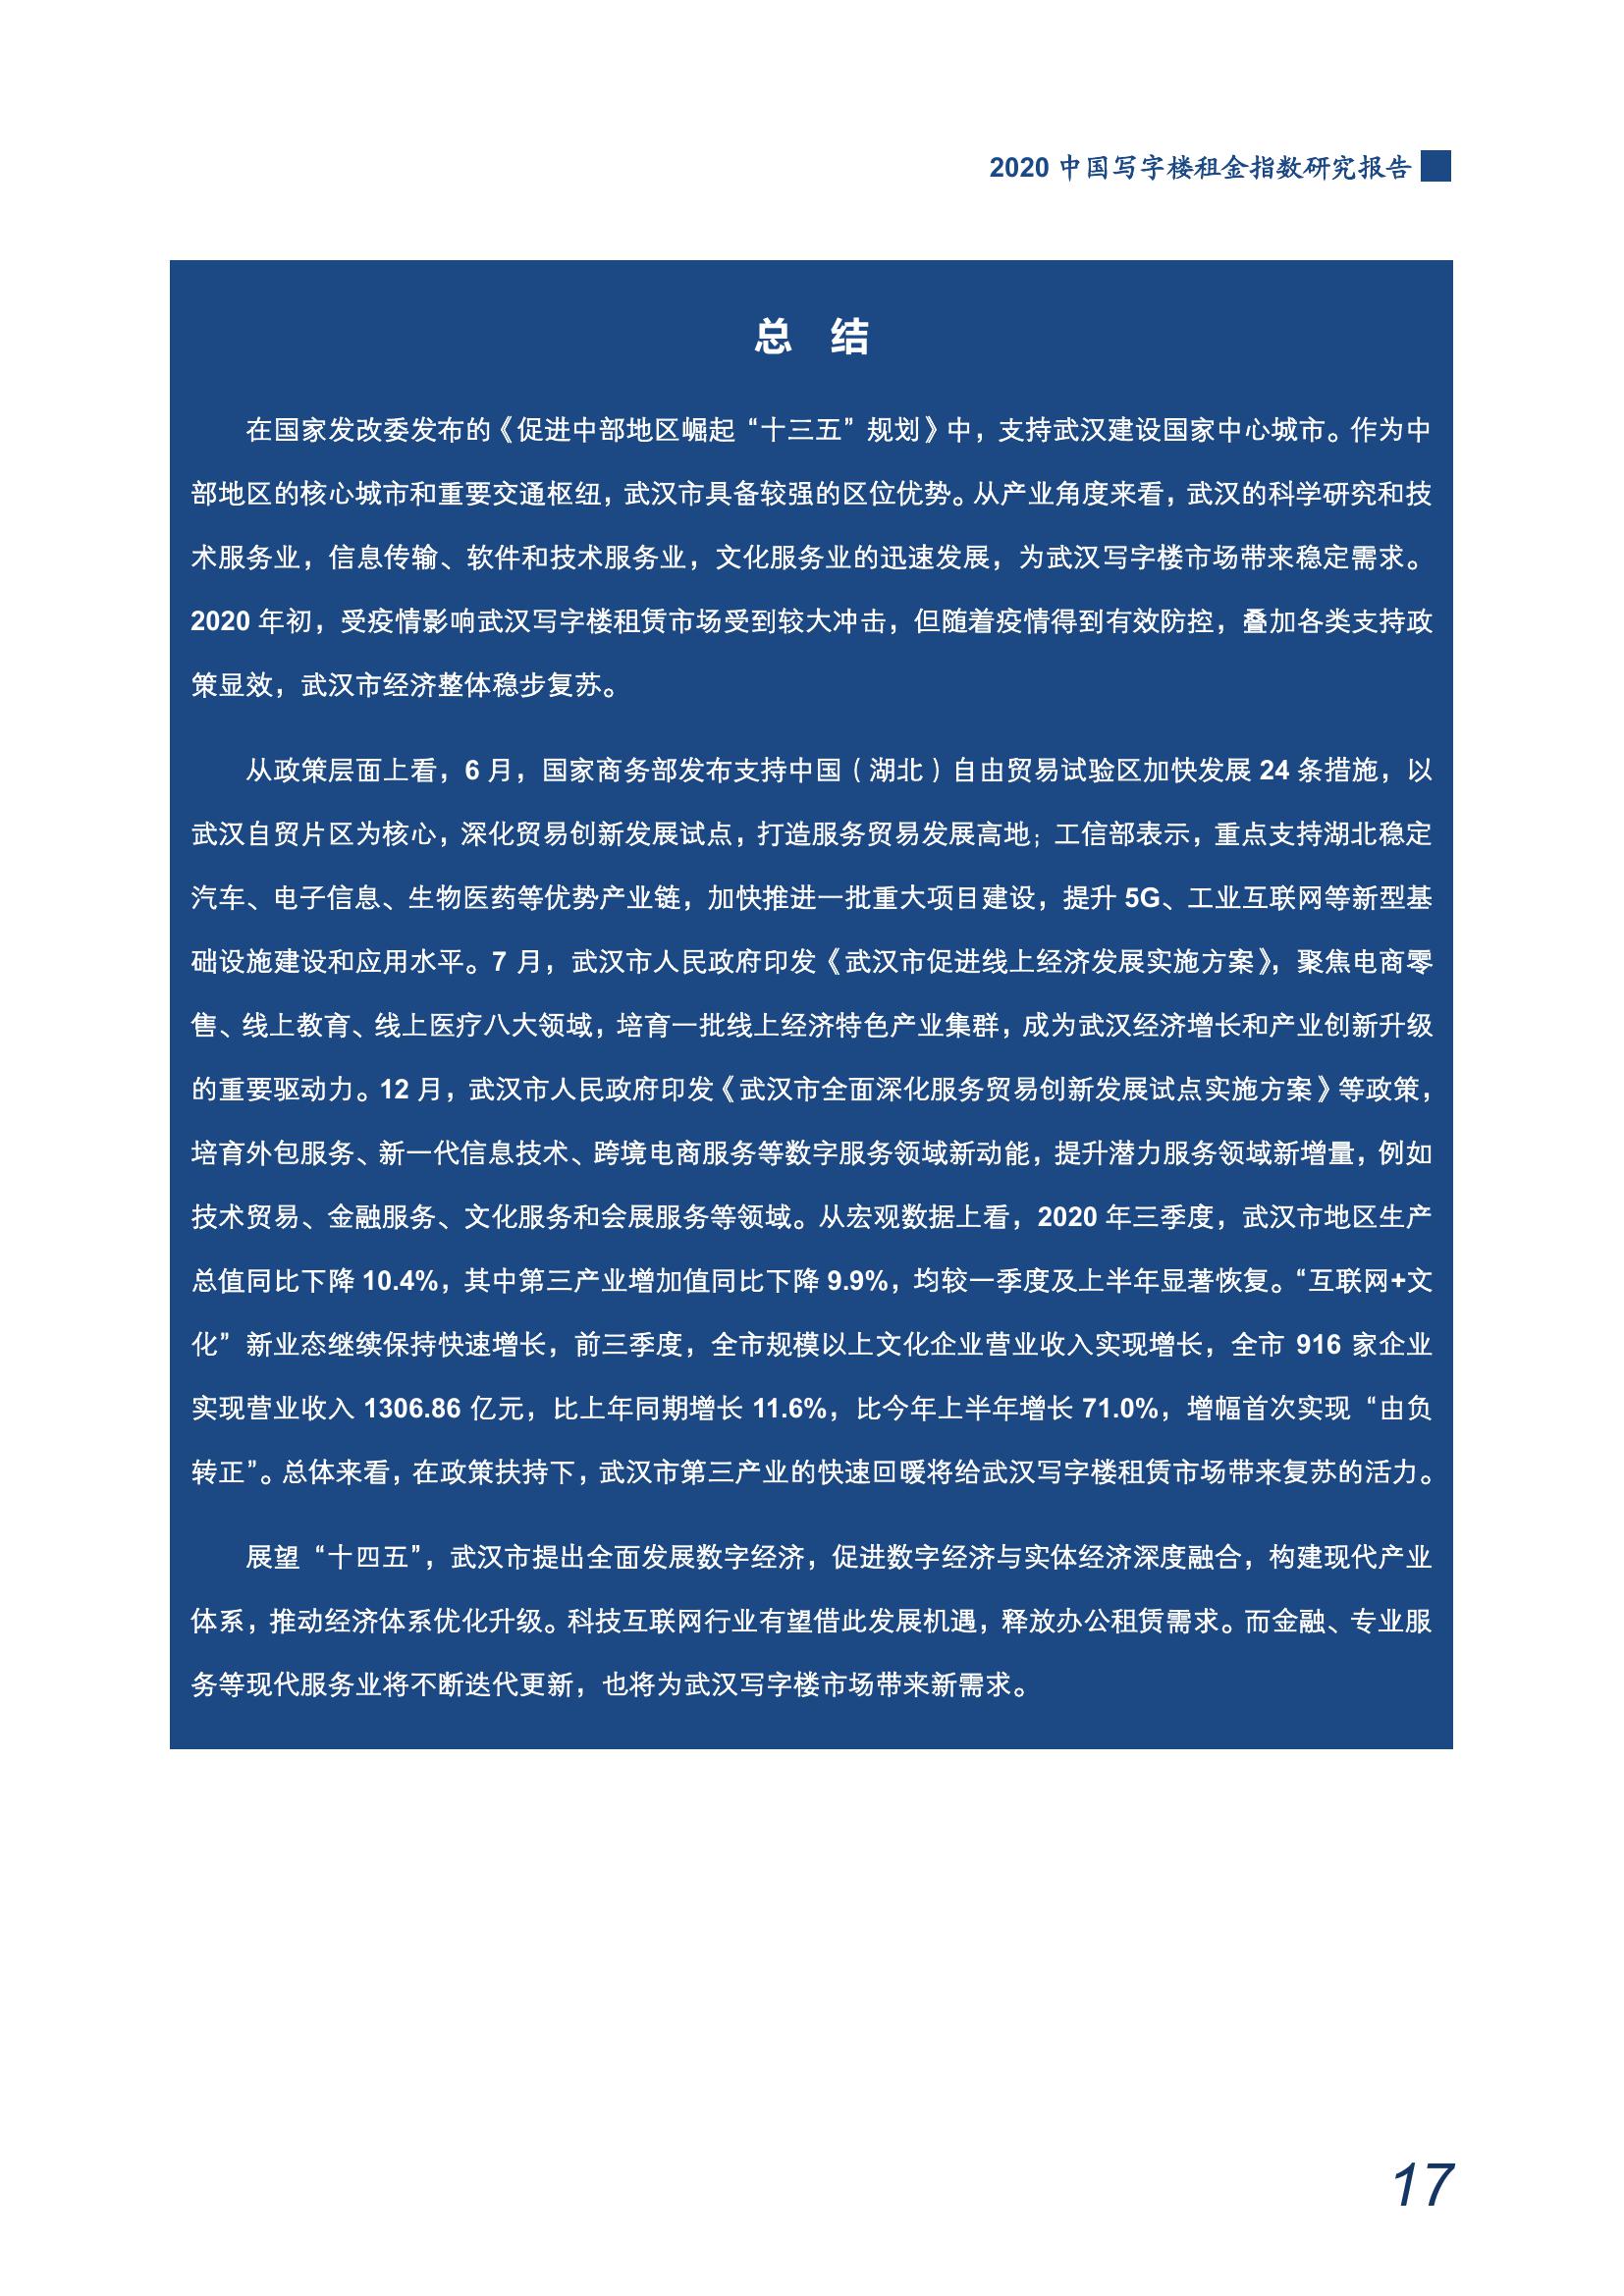 2020 中国写字楼租金指数研究报告
总 结
在国家发改委发布的《促进中部地区崛起“十三五”规划》中，支持武汉建设国家中心城市。作为中
部地区的核心城市和重要交通枢纽，武汉市具备较强的区位优势。从产业角度来看，武汉的科学研究和技
术服务业，信息传输、软件和技术服务业，文化服务业的迅速发展，为武汉写字楼市场带来稳定需求。
2020 年初，受疫情影响武汉写字楼租赁市场受到较大冲击，但随着疫情得到有效防控，叠加各类支持政
策显效，武汉市经济整体稳步复苏。
从政策层面上看，6 月，国家商务部发布支持中国（湖北）自由贸易试验区加快发展 24 条措施，以
武汉自贸片区为核心，深化贸易创新发展试点，打造服务贸易发展高地；工信部表示，重点支持湖北稳定
汽车、电子信息、生物医药等优势产业链，加快推进一批重大项目建设，提升 5G、工业互联网等新型基
础设施建设和应用水平。7 月，武汉市人民政府印发《武汉市促进线上经济发展实施方案》，聚焦电商零
售、线上教育、线上医疗八大领域，培育一批线上经济特色产业集群，成为武汉经济增长和产业创新升级
的重要驱动力。12 月，武汉市人民政府印发《武汉市全面深化服务贸易创新发展试点实施方案》等政策，
培育外包服务、新一代信息技术、跨境电商服务等数字服务领域新动能，提升潜力服务领域新增量，例如
技术贸易、金融服务、文化服务和会展服务等领域。从宏观数据上看，2020 年三季度，武汉市地区生产
总值同比下降 10.4%，其中第三产业增加值同比下降 9.9%，均较一季度及上半年显著恢复。“互联网+文
化”新业态继续保持快速增长，前三季度，全市规模以上文化企业营业收入实现增长，全市 916 家企业
实现营业收入 1306.86 亿元，比上年同期增长 11.6%，比今年上半年增长 71.0%，增幅首次实现“由负
转正”。总体来看，在政策扶持下，武汉市第三产业的快速回暖将给武汉写字楼租赁市场带来复苏的活力。
展望“十四五”，武汉市提出全面发展数字经济，促进数字经济与实体经济深度融合，构建现代产业
体系，推动经济体系优化升级。科技互联网行业有望借此发展机遇，释放办公租赁需求。而金融、专业服
务等现代服务业将不断迭代更新，也将为武汉写字楼市场带来新需求。
17